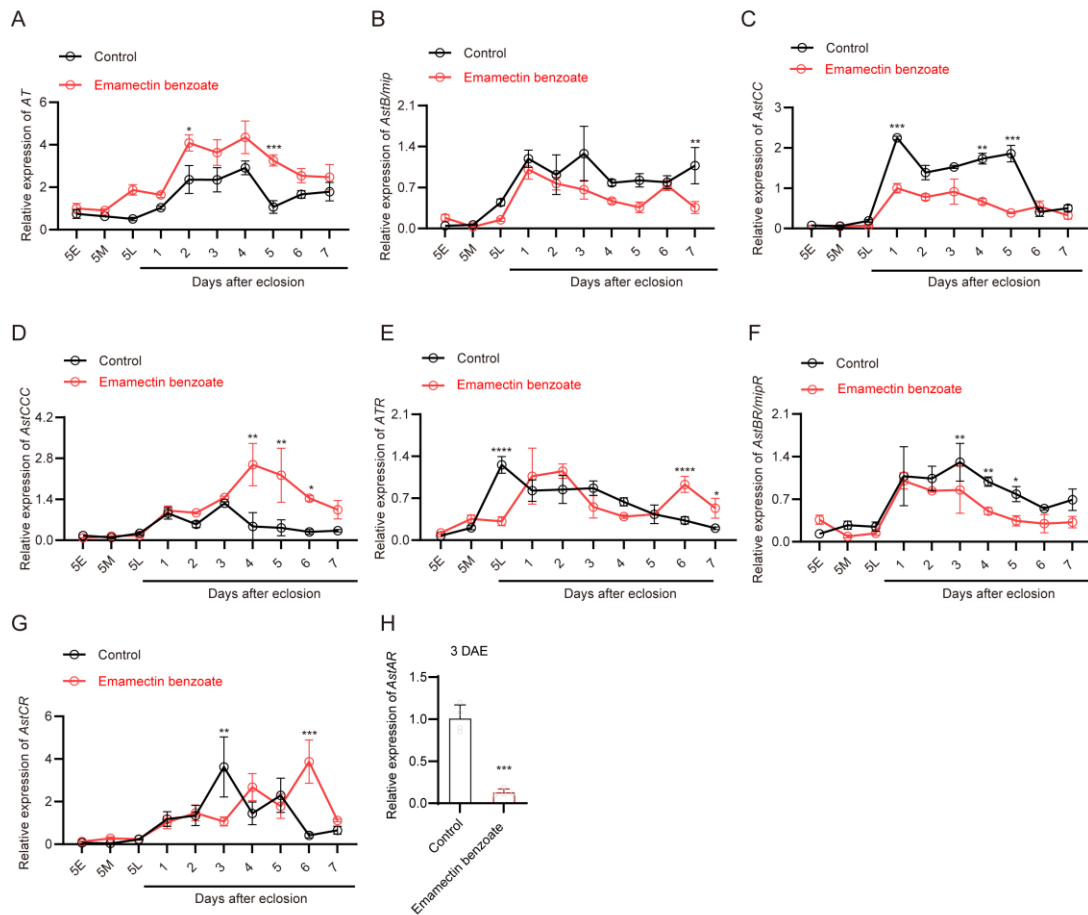 A
Control
Emamectin benzoate
Relative expression of AT
6
4
2
0
*
***
5E 5M 5L 1 2 3 4 5 6 7
Days after eclosion
B
Control
Emamectin benzoate
Relative expression of AstB/mip
2.1
1.4
0.7
0.0
**
5E 5M 5L 1 2 3 4 5 6 7
Days after eclosion
C
Control
Emamectin benzoate
Relative expression of AstCC
3
2
1
0
*** ** ***
5E 5M 5L 1 2 3 4 5 6 7
Days after eclosion
D
Control
Emamectin benzoate
Relative expression of AstCCC
4.2
2.8
1.4
0.0
** ** *
5E 5M 5L 1 2 3 4 5 6 7
Days after eclosion
E
Control
Emamectin benzoate
Relative expression of ATR
2.1
1.4
0.7
0.0
**** **** *
5E 5M 5L 1 2 3 4 5 6 7
Days after eclosion
F
Control
Emamectin benzoate
Relative expression of AstBR/mipR
2.1
1.4
0.7
0.0
** ** *
5E 5M 5L 1 2 3 4 5 6 7
Days after eclosion
G
Control
Emamectin benzoate
Relative expression of AstCR
6
4
2
0
** ***
5E 5M 5L 1 2 3 4 5 6 7
Days after eclosion
H
3 DAE
Relative expression of AstAR
1.5
1.0
0.5
0.0
***
Control
Emamectin benzoate